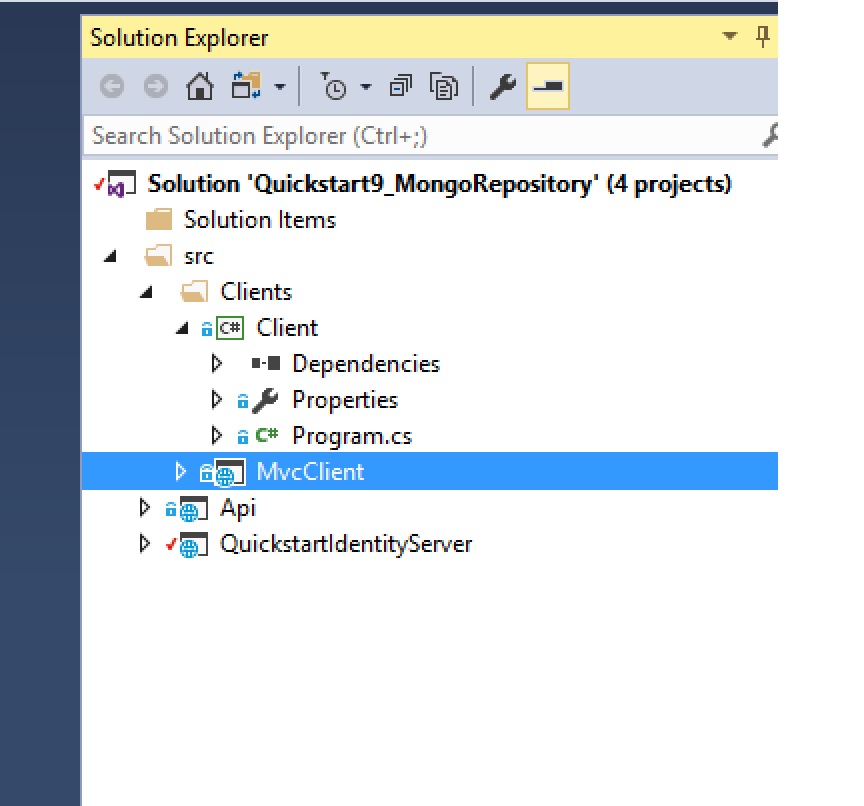 Solution Explorer
Search Solution Explorer (Ctrl+;)
Solution 'Quickstart9_MongoRepository' (4 projects)
Solution Items
src
Clients
C# Client
Dependencies
Properties
C# Program.cs
MvcClient
Api
QuickstartIdentityServer